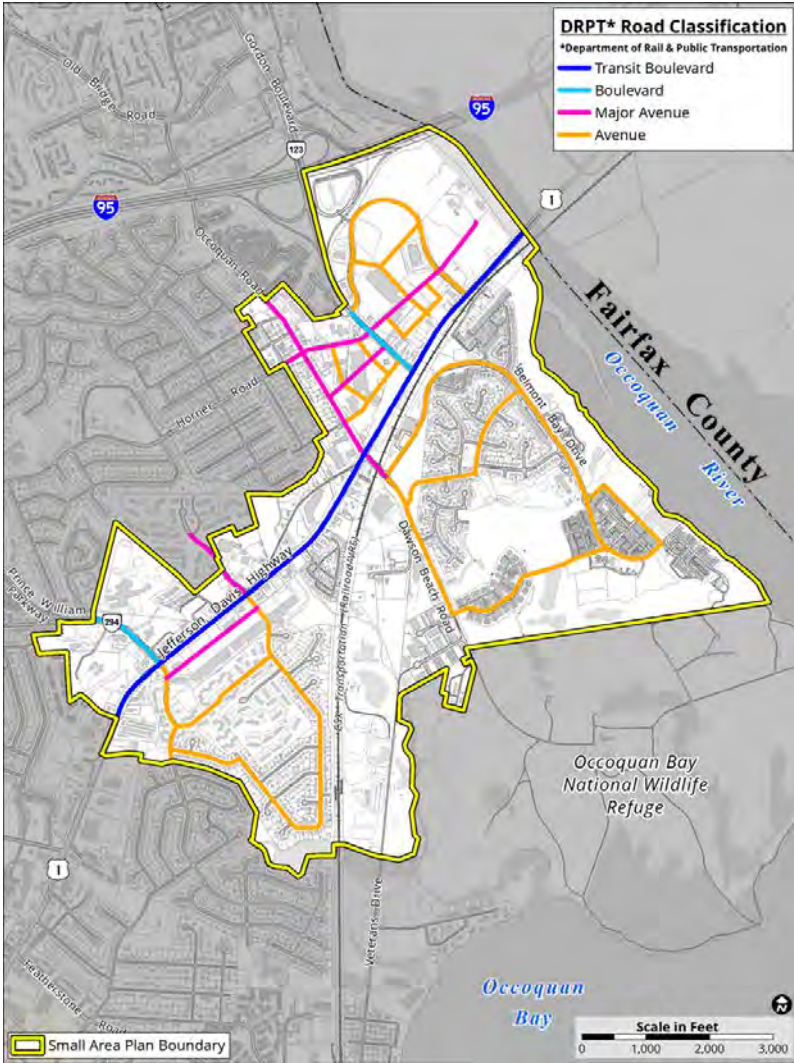 DRPT* Road Classification
*Department of Rail & Public Transportation
Transit Boulevard
Boulevard
Major Avenue
Avenue
Old Bridge Road
Gordon Boulevard
95
123
95
1
Occoquan Road
Fairfax County
Occoquan River
Horner Road
Belmont Bay Drive
Dawson Beach Road
Jefferson Davis Highway
CSX Transportation (Railroad/VRE)
Prince William
Parkway
294
Occoquan Bay
National Wildlife
Refuge
1
Veterans Drive
Featherstone Road
Occoquan
Bay
N
Small Area Plan Boundary
Scale in Feet
0 1,000 2,000 3,000